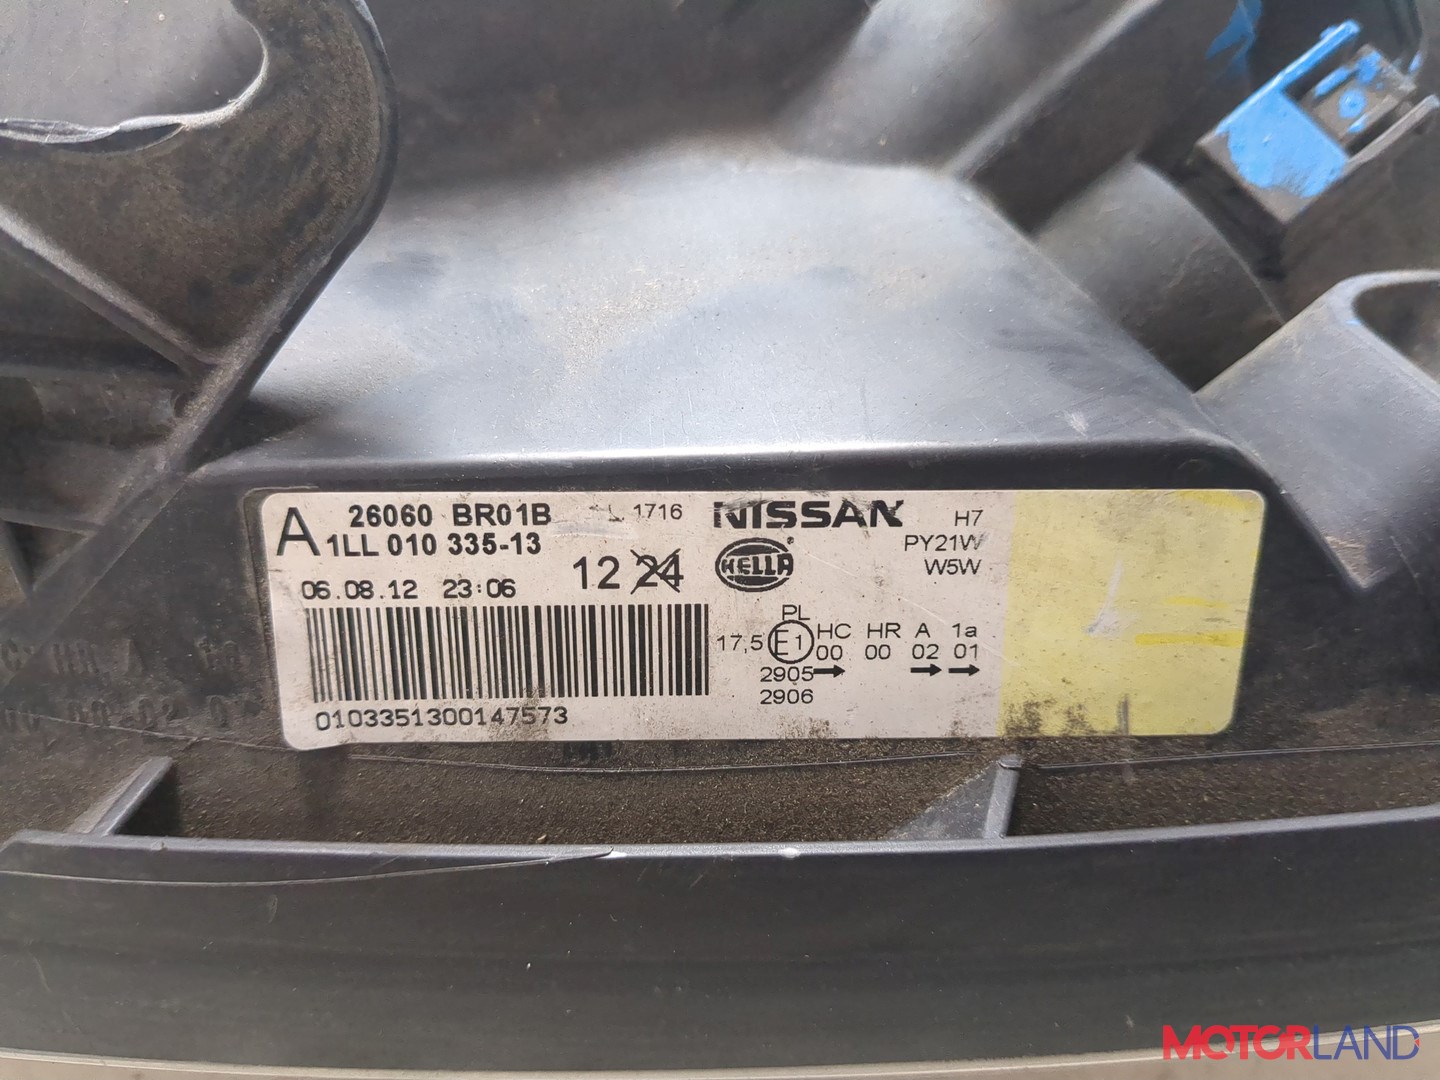 A 26060 BR01B L 1716
1LL 010 335-13
06.08.12 23:06 12 24
0103351300147573
NISSAN
HELLA
H7
PY21W
W5W
PL
17,5 E1 HC HR A 1a
00 00 02 01
2905
2906
MOTORLAND